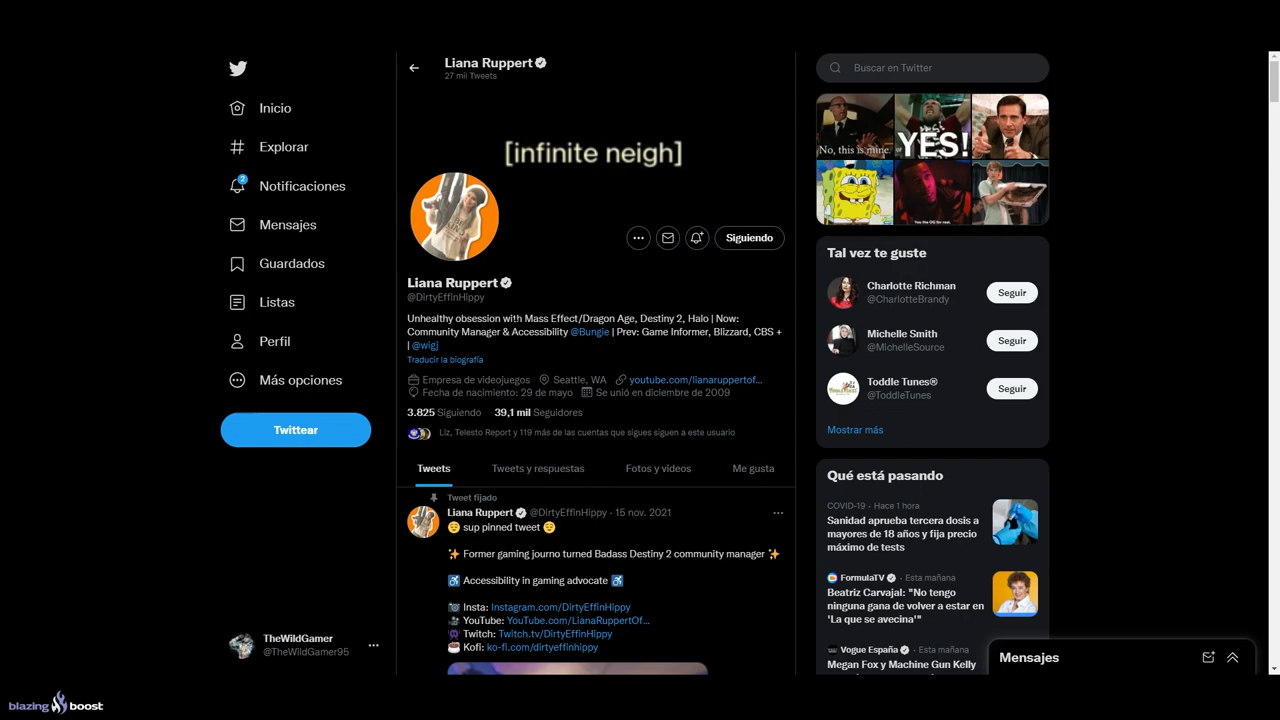 Inicio
Explorar
2
Notificaciones
Mensajes
Guardados
Listas
Perfil
Más opciones
Twittear
TheWildGamer
@TheWildGamer95
Liana Ruppert
27 mil Tweets
[infinite neigh]
Siguiendo
Liana Ruppert
@DirtyEffinHippy
Unhealthy obsession with Mass Effect/Dragon Age, Destiny 2, Halo | Now:
Community Manager & Accessibility @Bungie | Prev: Game Informer, Blizzard, CBS +
| @wigj
Traducir la biografía
Empresa de videojuegos Seattle, WA youtube.com/lianaruppertof...
Fecha de nacimiento: 29 de mayo Se unió en diciembre de 2009
3.825 Siguiendo 39,1 mil Seguidores
Liz, Telesto Report y 119 más de las cuentas que sigues siguen a este usuario
Tweets Tweets y respuestas Fotos y videos Me gusta
Tweet fijado
Liana Ruppert @DirtyEffinHippy · 15 nov. 2021
😌 sup pinned tweet 😌
✨ Former gaming journo turned Badass Destiny 2 community manager ✨
♿ Accessibility in gaming advocate ♿
📷 Insta: Instagram.com/DirtyEffinHippy
🎥 YouTube: YouTube.com/LianaRuppertOf...
👾 Twitch: Twitch.tv/DirtyEffinHippy
☕ Kofi: ko-fi.com/dirtyeffinhippy
Buscar en Twitter
No, this is mine.
YES!
You the OG for real.
Tal vez te guste
Charlotte Richman
@CharlotteBrandy
Seguir
Michelle Smith
@MichelleSource
Seguir
Toddle Tunes®
@ToddleTunes
Seguir
Mostrar más
Qué está pasando
COVID-19 · Hace 1 hora
Sanidad aprueba tercera dosis a
mayores de 18 años y fija precio
máximo de tests
FormulaTV · Esta mañana
Beatriz Carvajal: "No tengo
ninguna gana de volver a estar en
'La que se avecina'"
Vogue España · Esta mañana
Megan Fox y Machine Gun Kelly
Mensajes
blazing boost